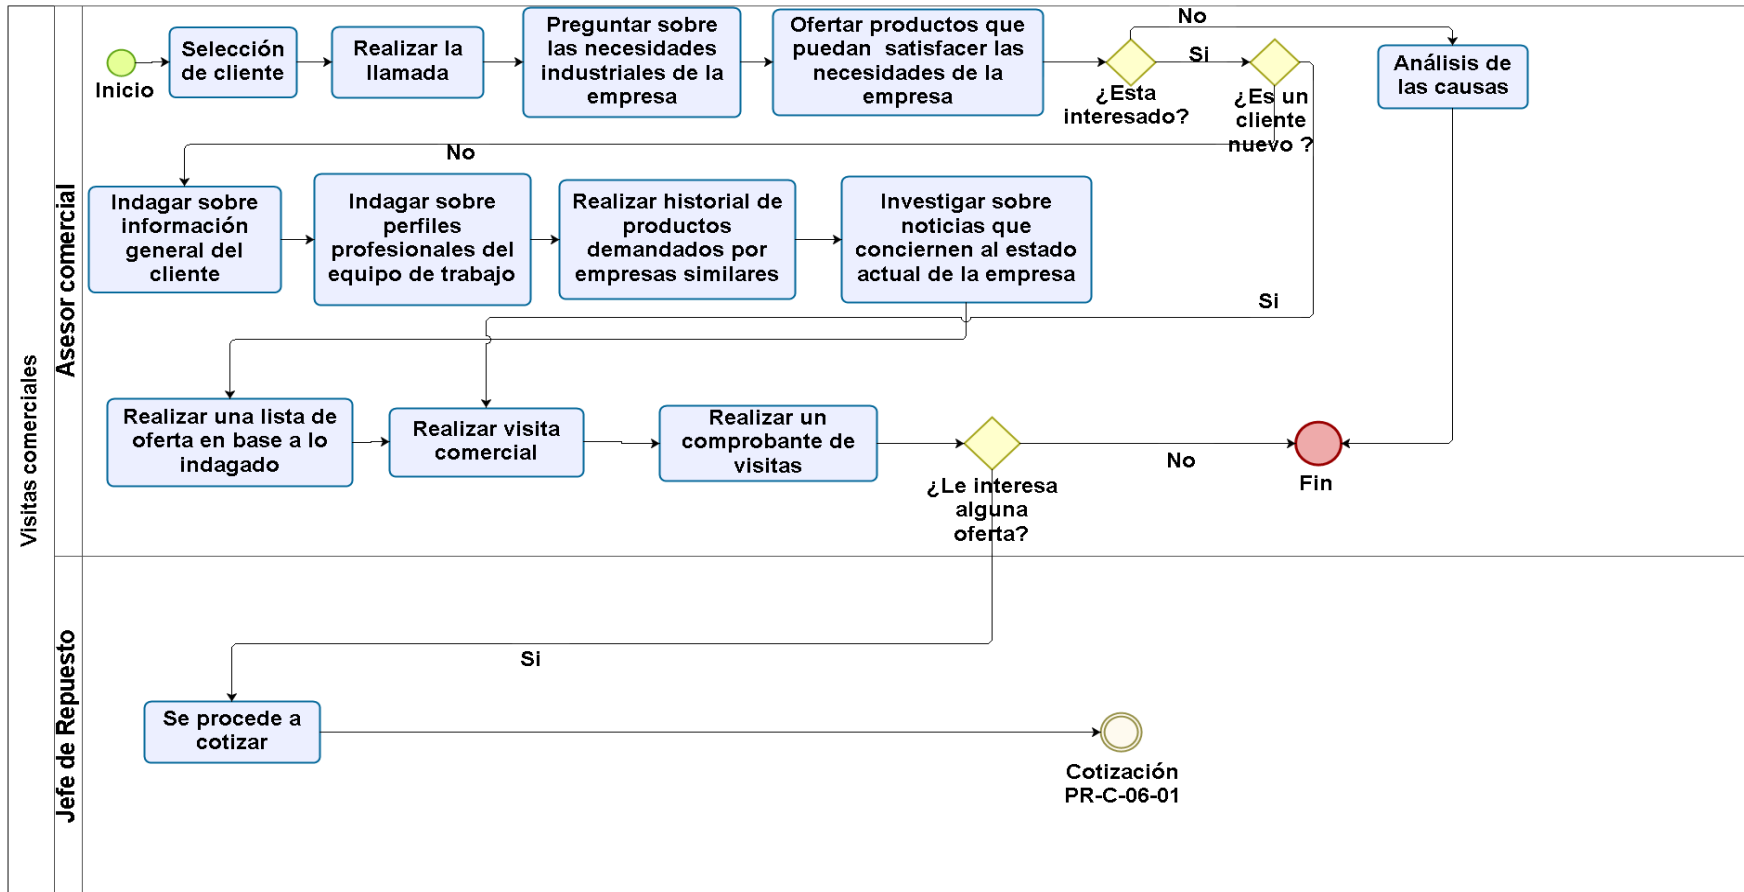 Visitas comerciales
Asesor comercial
Inicio
Selección
de cliente
Realizar la
llamada
Preguntar sobre
las necesidades
industriales de la
empresa
Ofertar productos que
puedan  satisfacer las
necesidades de la
empresa
¿Esta
interesado?
No
Si
¿Es un
cliente
nuevo ?
Análisis de
las causas
No
Indagar sobre
información
general del
cliente
Indagar sobre
perfiles
profesionales del
equipo de trabajo
Realizar historial de
productos
demandados por
empresas similares
Investigar sobre
noticias que
conciernen al estado
actual de la empresa
Si
Realizar una lista de
oferta en base a lo
indagado
Realizar visita
comercial
Realizar un
comprobante de
visitas
¿Le interesa
alguna
oferta?
No
Fin
Jefe de Repuesto
Si
Se procede a
cotizar
Cotización
PR-C-06-01